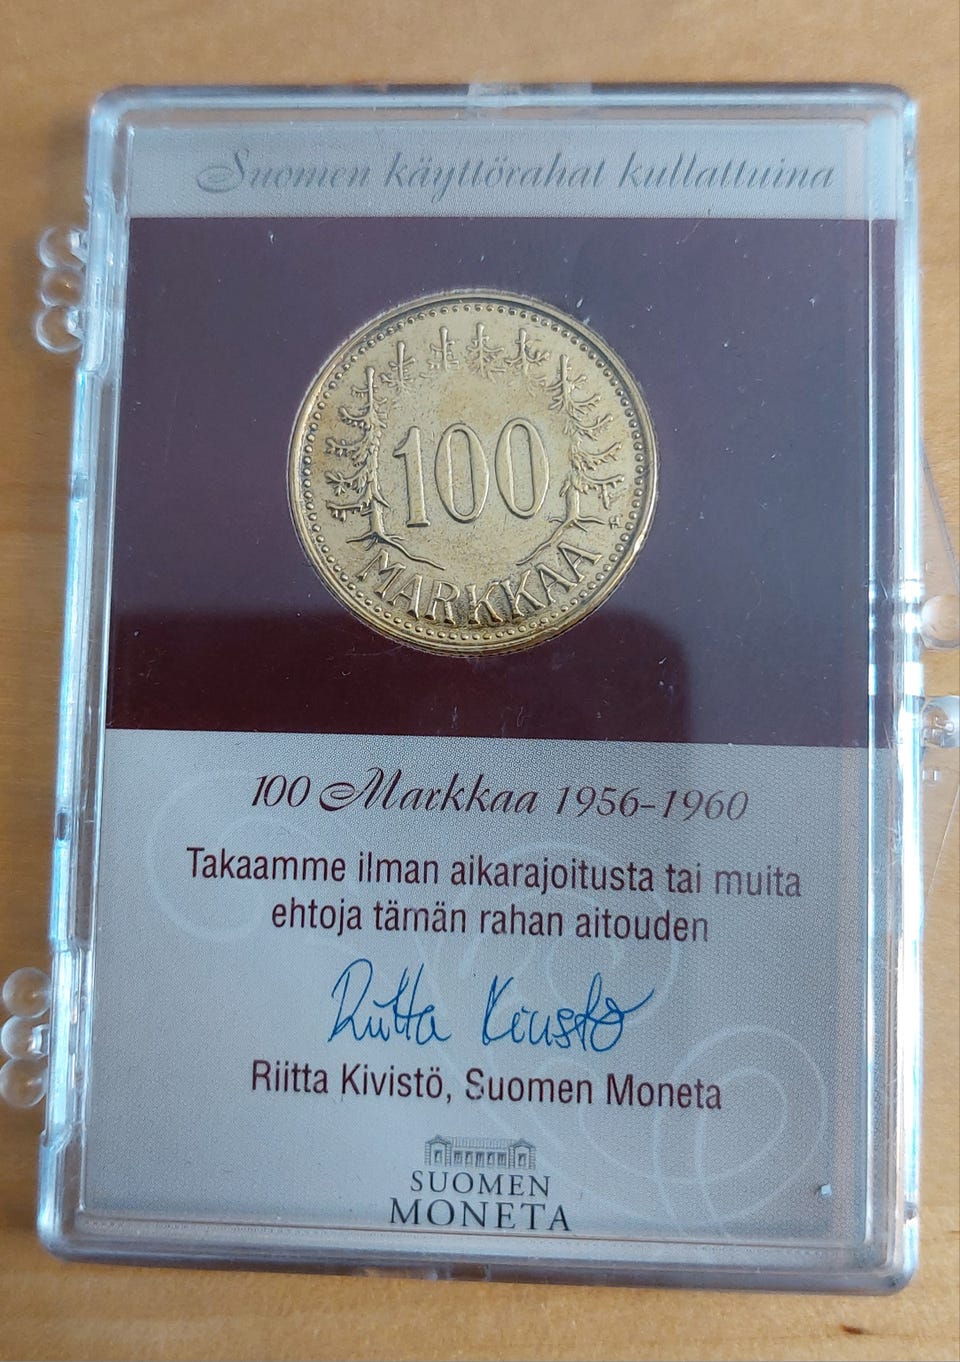 Suomen käyttörahat kullattuina
100
MARKKAA
100 Markkaa 1956-1960
Takaamme ilman aikarajoitusta tai muita
ehtoja tämän rahan aitouden
Riitta Kivistö
Riitta Kivistö, Suomen Moneta
SUOMEN
MONETA